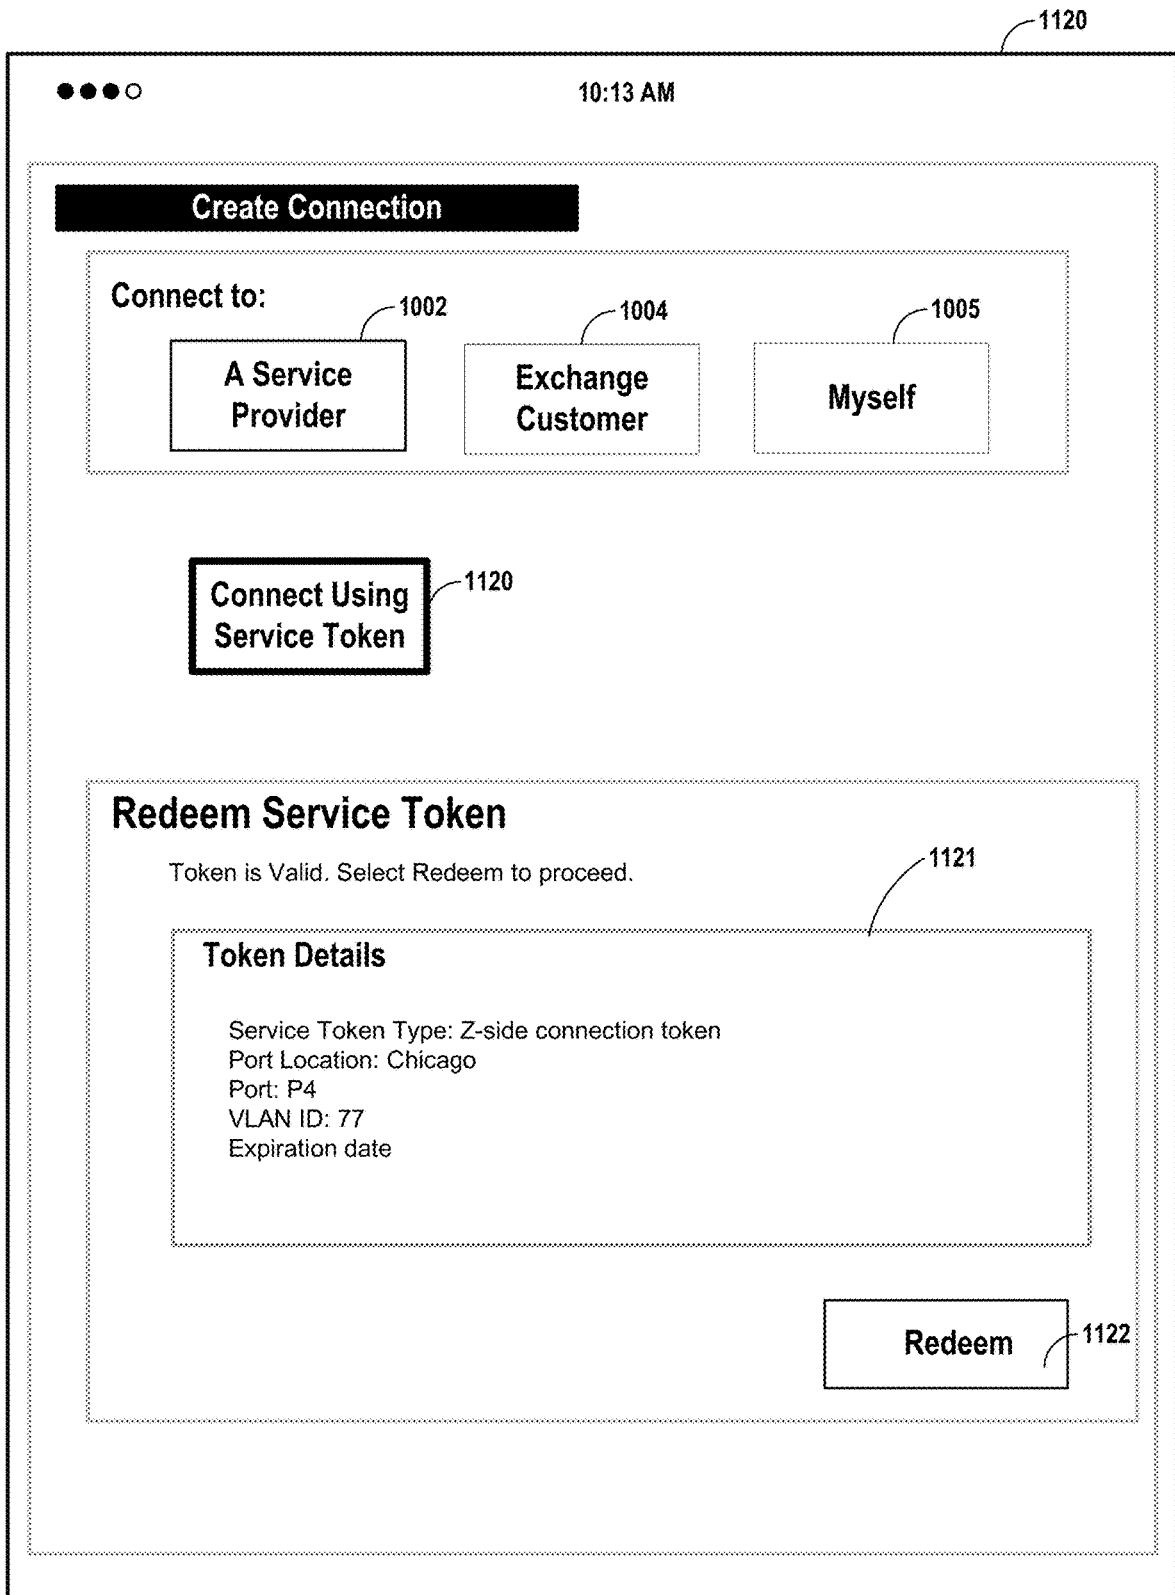 1120
10:13 AM
Create Connection
Connect to:
1002
1004
1005
A Service
Provider
Exchange
Customer
Myself
Connect Using
Service Token
1120
Redeem Service Token
Token is Valid. Select Redeem to proceed.
1121
Token Details
Service Token Type: Z-side connection token
Port Location: Chicago
Port: P4
VLAN ID: 77
Expiration date
Redeem
1122